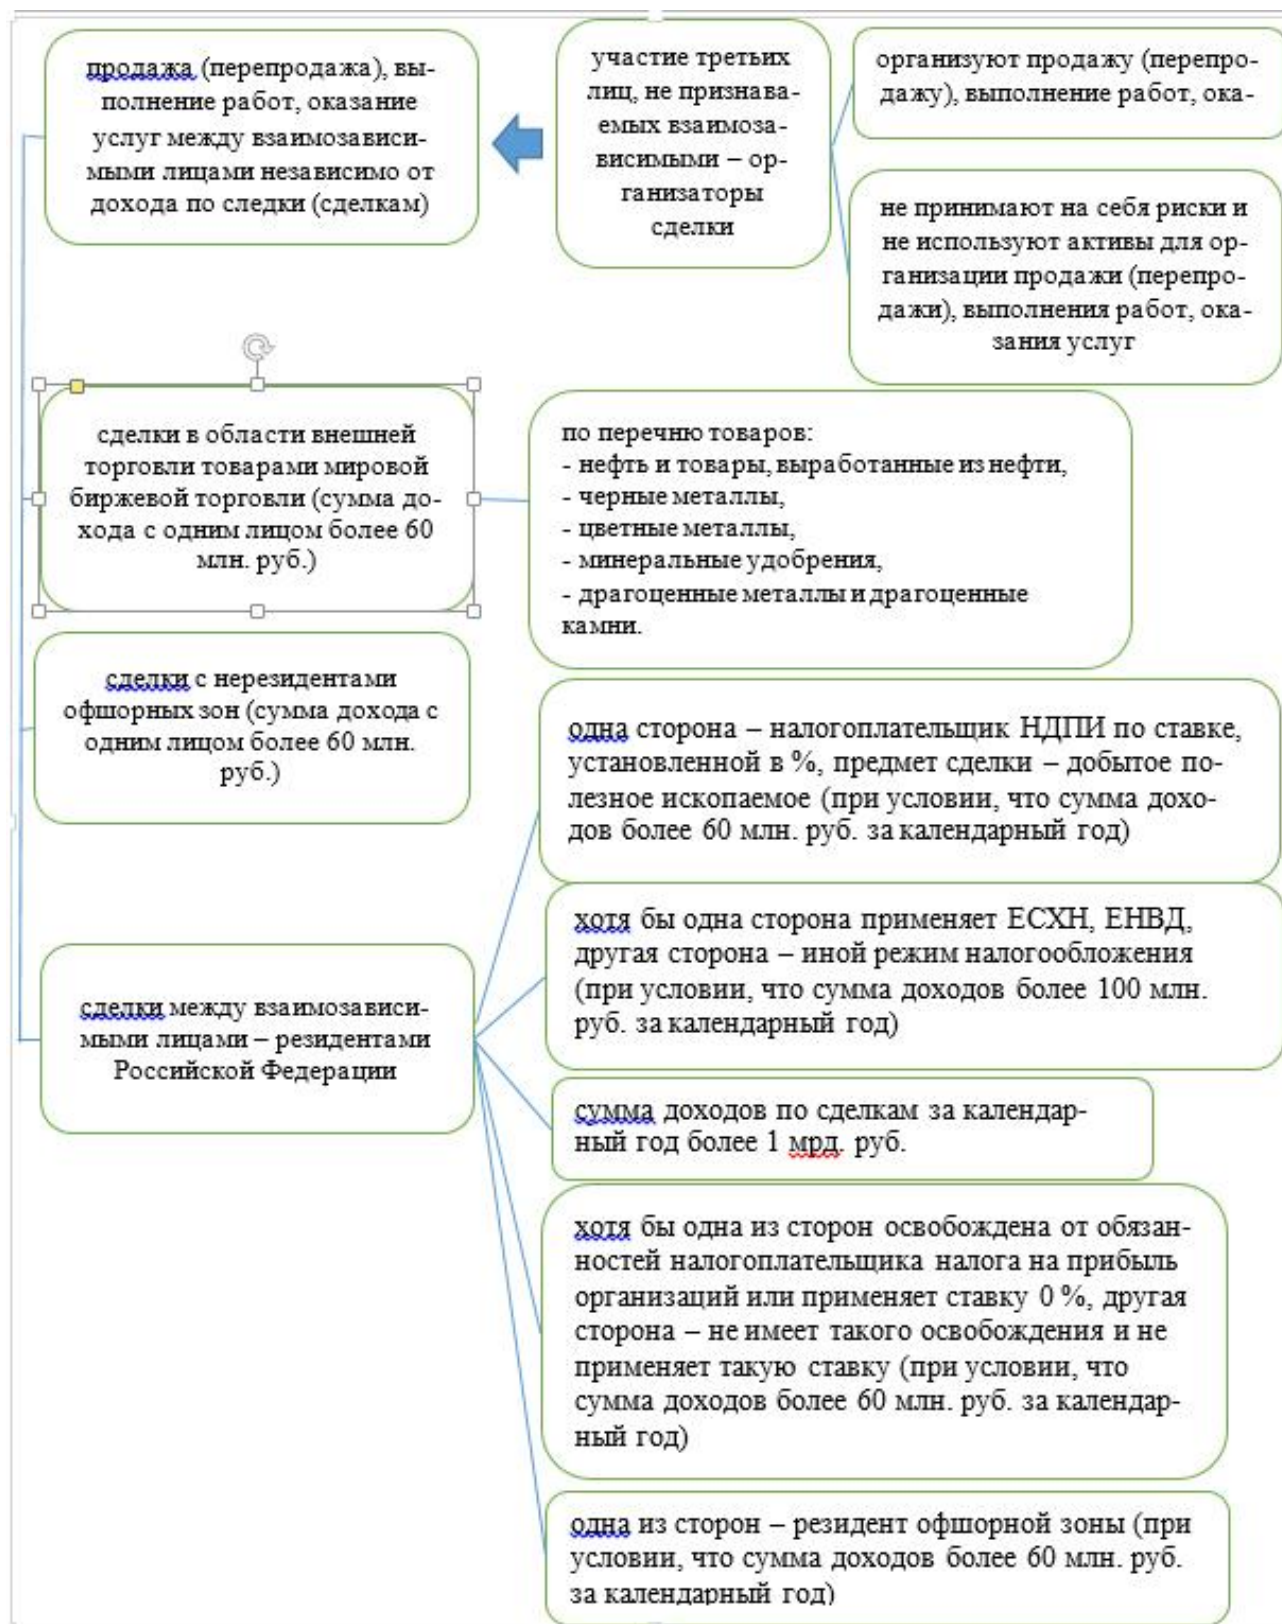 продажа (перепродажа), вы-
полнение работ, оказание
услуг между взаимозависи-
мыми лицами независимо от
дохода по следки (сделкам)
участие третьих
лиц, не признава-
емых взаимоза-
висимыми – ор-
ганизаторы
сделки
организуют продажу (перепро-
дажу), выполнение работ, ока-
не принимают на себя риски и
не используют активы для ор-
ганизации продажи (перепро-
дажи), выполнения работ, ока-
зания услуг
сделки в области внешней
торговли товарами мировой
биржевой торговли (сумма до-
хода с одним лицом более 60
млн. руб.)
по перечню товаров:
- нефть и товары, выработанные из нефти,
- черные металлы,
- цветные металлы,
- минеральные удобрения,
- драгоценные металлы и драгоценные
камни.
сделки с нерезидентами
офшорных зон (сумма дохода с
одним лицом более 60 млн.
руб.)
сделки между взаимозависи-
мыми лицами – резидентами
Российской Федерации
одна сторона – налогоплательщик НДПИ по ставке,
установленной в %, предмет сделки – добытое по-
лезное ископаемое (при условии, что сумма дохо-
дов более 60 млн. руб. за календарный год)
хотя бы одна сторона применяет ЕСХН, ЕНВД,
другая сторона – иной режим налогообложения
(при условии, что сумма доходов более 100 млн.
руб. за календарный год)
сумма доходов по сделкам за календар-
ный год более 1 мрд. руб.
хотя бы одна из сторон освобождена от обязан-
ностей налогоплательщика налога на прибыль
организаций или применяет ставку 0 %, другая
сторона – не имеет такого освобождения и не
применяет такую ставку (при условии, что
сумма доходов более 60 млн. руб. за календар-
ный год)
одна из сторон – резидент офшорной зоны (при
условии, что сумма доходов более 60 млн. руб.
за календарный год)